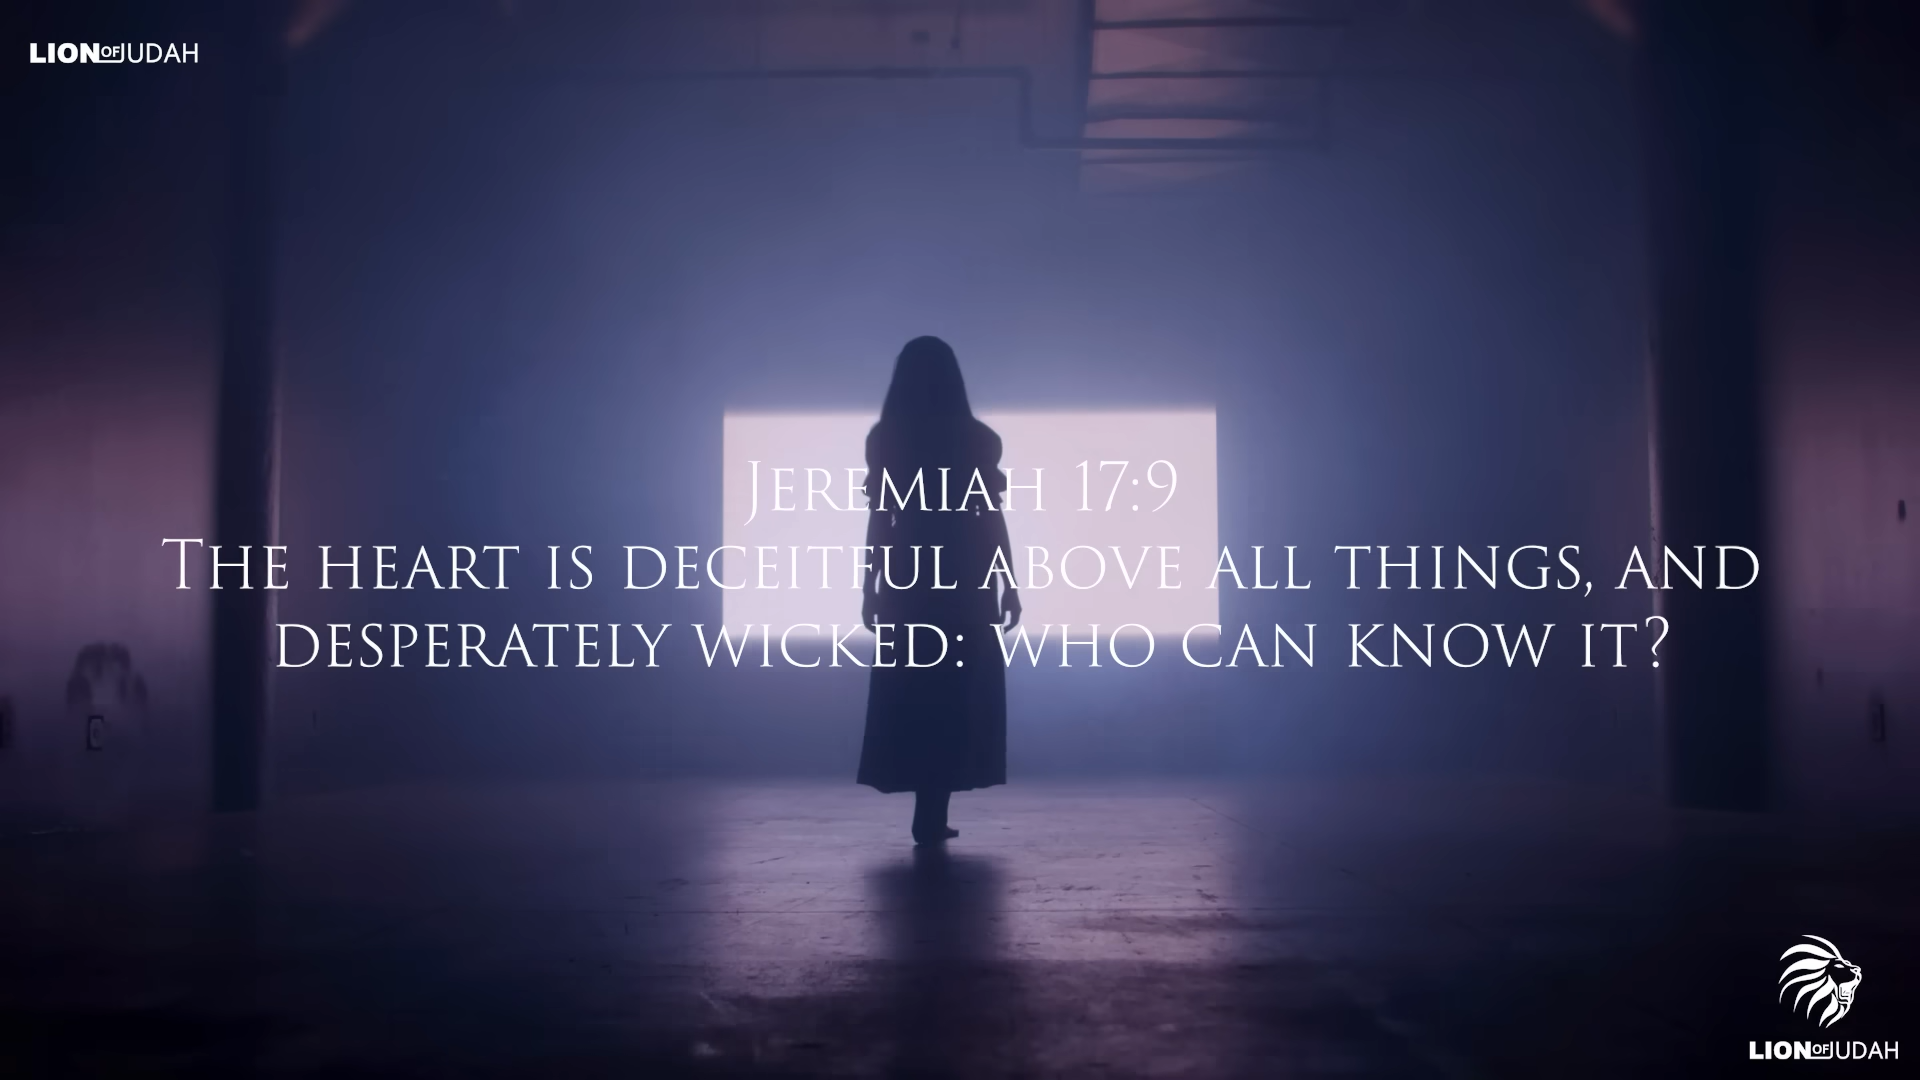 LION OF JUDAH
Jeremiah 17:9
The heart is deceitful above all things, and
desperately wicked: who can know it?
LION OF JUDAH